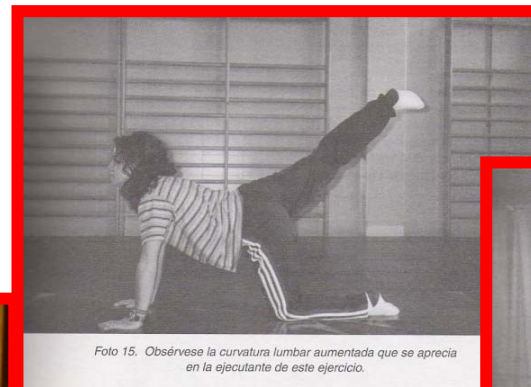 Foto 15. Obsérvese la curvatura lumbar aumentada que se aprecia
en la ejecutante de este ejercicio.